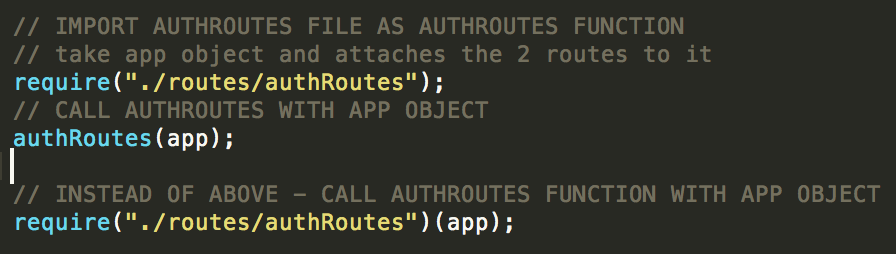 // IMPORT AUTHROUTES FILE AS AUTHROUTES FUNCTION
// take app object and attaches the 2 routes to it
require("./routes/authRoutes");
// CALL AUTHROUTES WITH APP OBJECT
authRoutes(app);
// INSTEAD OF ABOVE – CALL AUTHROUTES FUNCTION WITH APP OBJECT
require("./routes/authRoutes")(app);